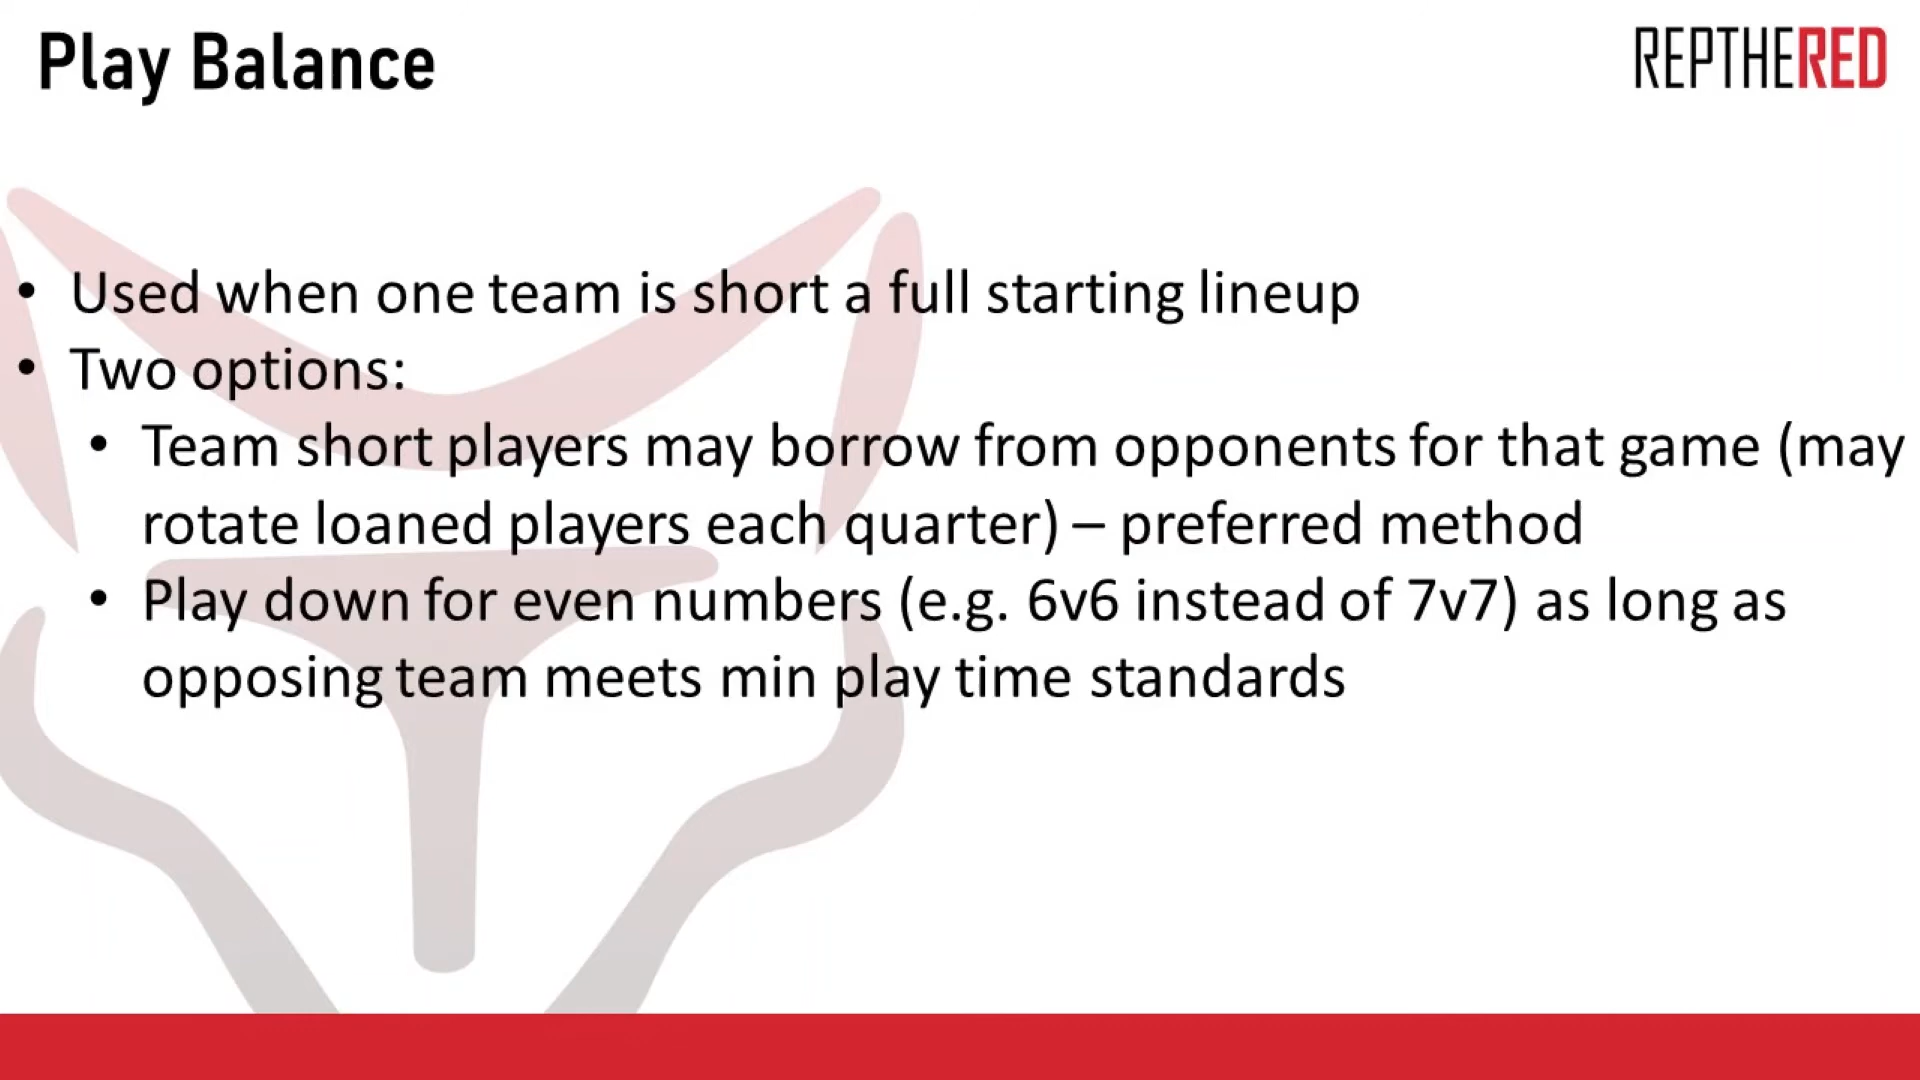 Play Balance
REPTHERED
• Used when one team is short a full starting lineup
• Two options:
• Team short players may borrow from opponents for that game (may
rotate loaned players each quarter) – preferred method
• Play down for even numbers (e.g. 6v6 instead of 7v7) as long as
opposing team meets min play time standards